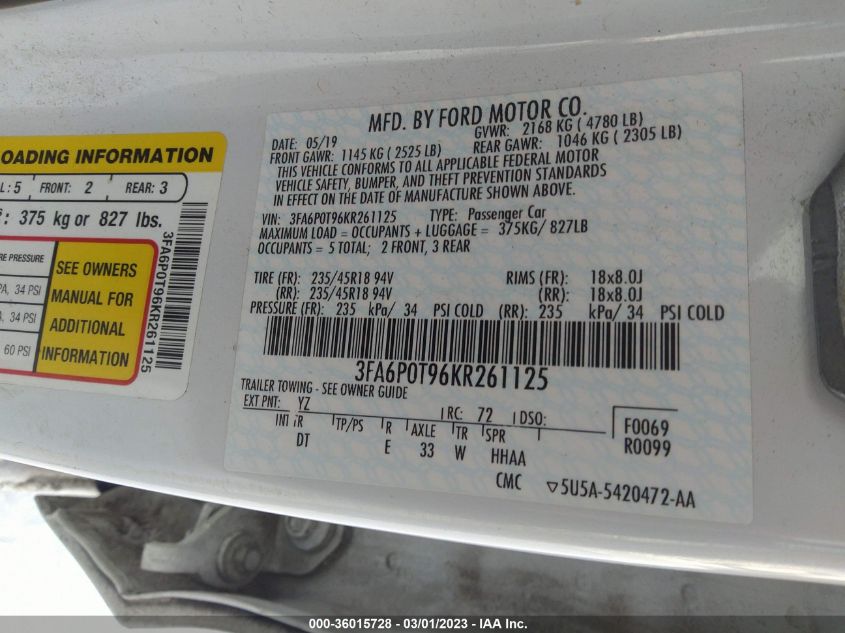 MFD. BY FORD MOTOR CO.
DATE: 05/19 GVWR: 2168 KG ( 4780 LB)
FRONT GAWR: 1145 KG ( 2525 LB) REAR GAWR: 1046 KG ( 2305 LB)
THIS VEHICLE CONFORMS TO ALL APPLICABLE FEDERAL MOTOR
VEHICLE SAFETY, BUMPER, AND THEFT PREVENTION STANDARDS
IN EFFECT ON THE DATE OF MANUFACTURE SHOWN ABOVE.
VIN: 3FA6P0T96KR261125 TYPE: Passenger Car
MAXIMUM LOAD = OCCUPANTS + LUGGAGE = 375KG/ 827LB
OCCUPANTS = 5 TOTAL; 2 FRONT, 3 REAR
TIRE (FR): 235/45R18 94V RIMS (FR): 18x8.0J
(RR): 235/45R18 94V (RR): 18x8.0J
PRESSURE (FR): 235 kPa/ 34 PSI COLD (RR): 235 kPa/ 34 PSI COLD
3FA6P0T96KR261125
TRAILER TOWING - SEE OWNER GUIDE
EXT PNT: YZ RC: 72 DSO:
INT TR TP/PS R AXLE TR SPR
DT E 33 W HHAA
F0069
R0099
CMC ▽5U5A-5420472-AA
OADING INFORMATION
L: 5 FRONT: 2 REAR: 3
: 375 kg or 827 lbs.
RE PRESSURE
PA, 34 PSI
A, 34 PSI
, 60 PSI
SEE OWNERS
MANUAL FOR
ADDITIONAL
INFORMATION
3FA6P0T96KR261125
000-36015728 - 03/01/2023 - IAA Inc.